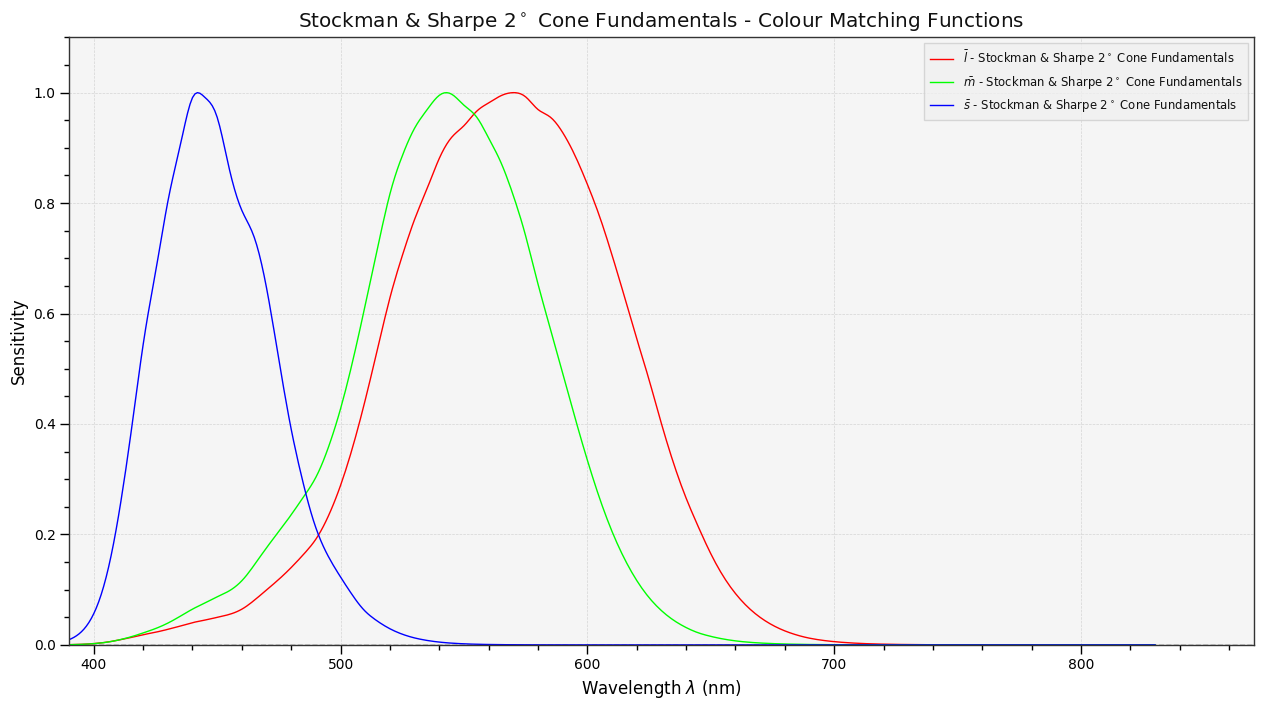 Stockman & Sharpe 2° Cone Fundamentals - Colour Matching Functions
l̄ - Stockman & Sharpe 2° Cone Fundamentals
m̄ - Stockman & Sharpe 2° Cone Fundamentals
s̄ - Stockman & Sharpe 2° Cone Fundamentals
Sensitivity
1.0
0.8
0.6
0.4
0.2
0.0
400 500 600 700 800
Wavelength λ (nm)